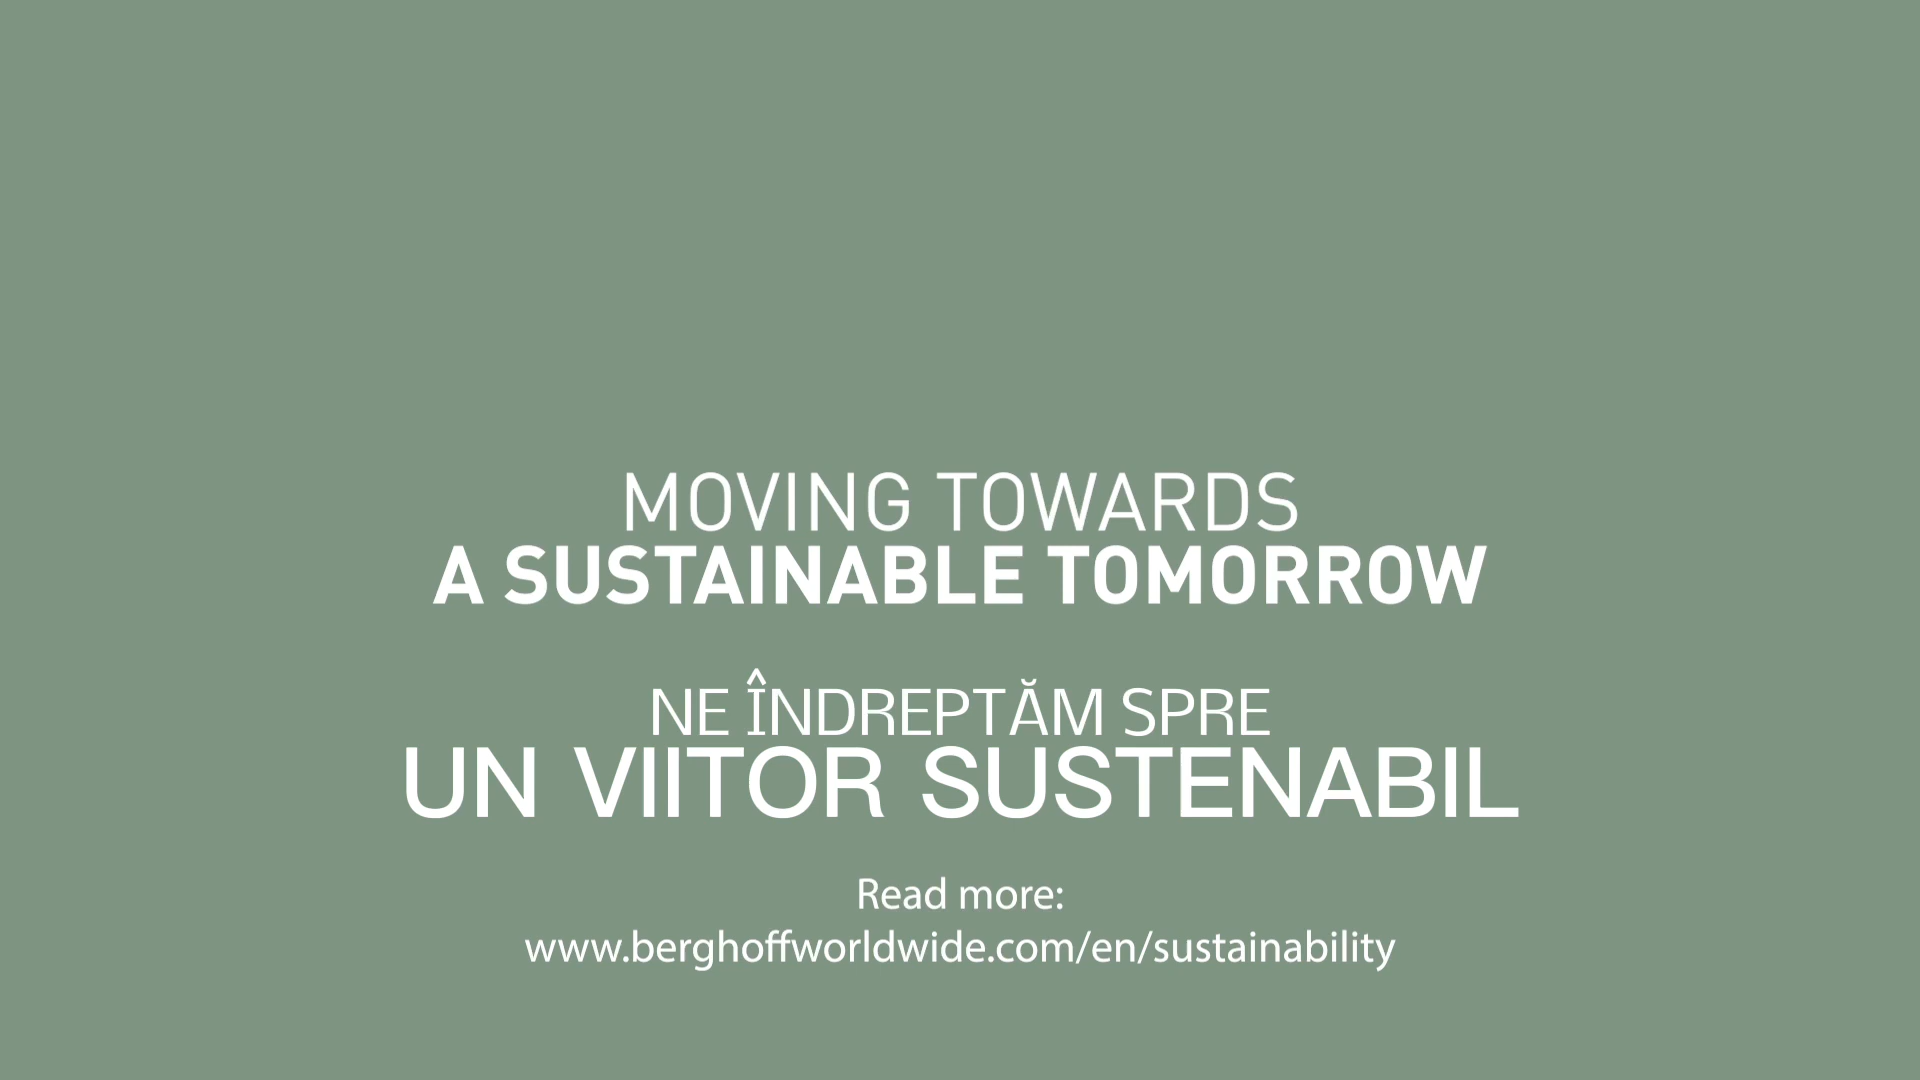 MOVING TOWARDS
A SUSTAINABLE TOMORROW
NE ÎNDREPTĂM SPRE
UN VIITOR SUSTENABIL
Read more:
www.berghoffworldwide.com/en/sustainability